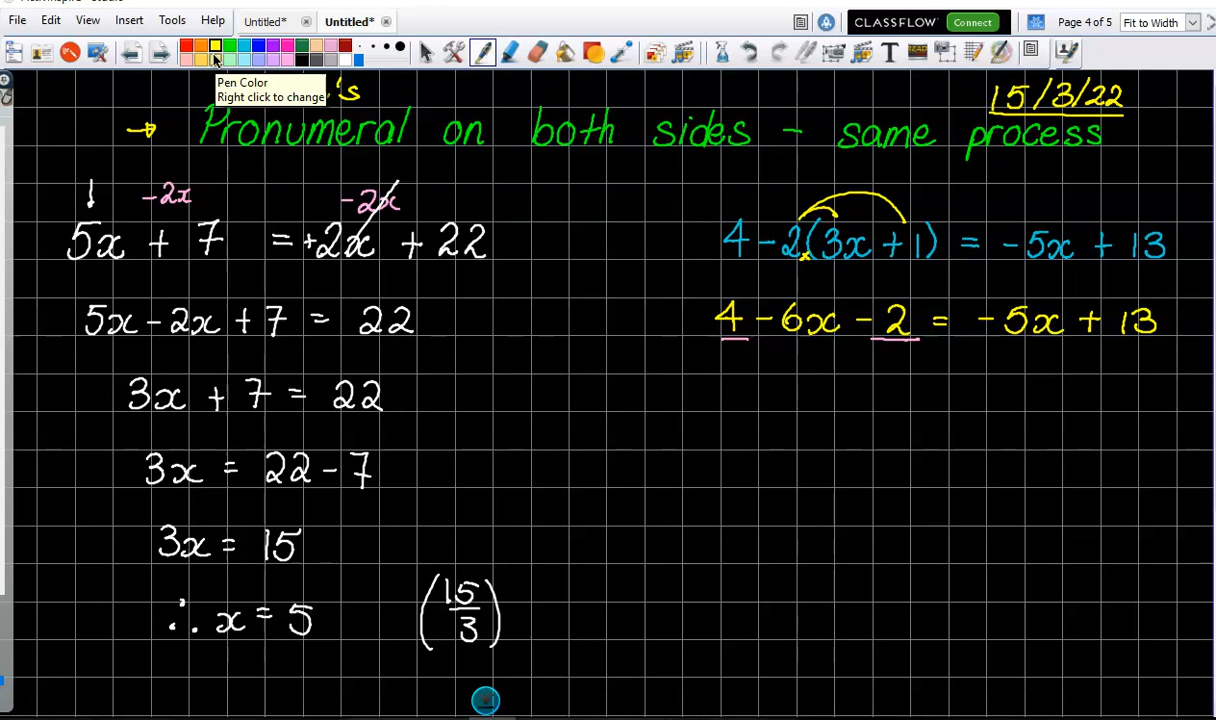 File Edit View Insert Tools Help
Untitled* Untitled*
CLASSFLOW Connect
Page 4 of 5 Fit to Width
Pen Color
Right click to change
's
15/3/22
→ Pronumeral on both sides - same process
-2x -2x
5x + 7 = +2x + 22
5x - 2x + 7 = 22
3x + 7 = 22
3x = 22 - 7
3x = 15
∴ x = 5 (15/3)
4 - 2(3x + 1) = -5x + 13
4 - 6x - 2 = -5x + 13